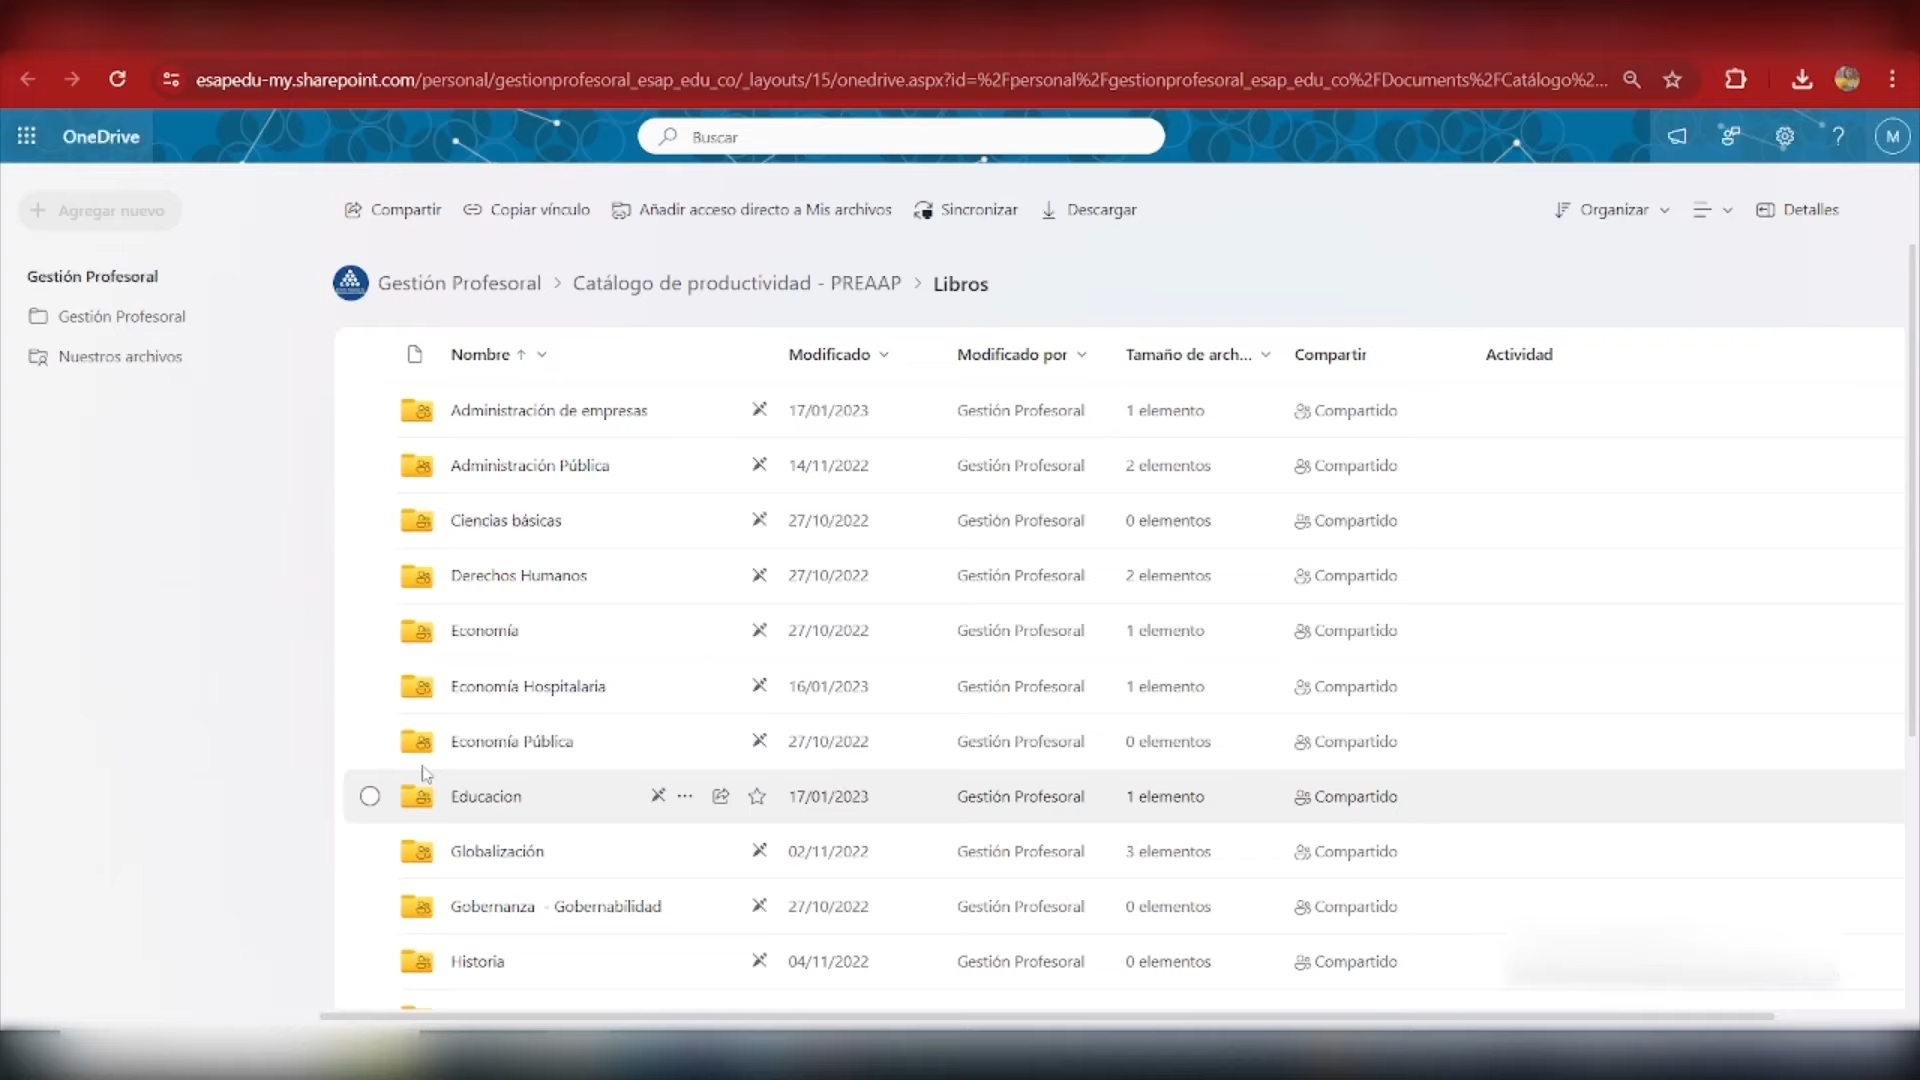 esapedu-my.sharepoint.com/personal/gestionprofesoral_esap_edu_co/_layouts/15/onedrive.aspx?id=%2Fpersonal%2Fgestionprofesoral_esap_edu_co%2FDocuments%2FCatálogo%2...
OneDrive
Buscar
?
M
+ Agregar nuevo
Compartir
Copiar vínculo
Añadir acceso directo a Mis archivos
Sincronizar
Descargar
Organizar
Detalles
Gestión Profesoral
Gestión Profesoral
Nuestros archivos
Gestión Profesoral > Catálogo de productividad - PREAAP > Libros
Nombre ↑ Modificado Modificado por Tamaño de arch... Compartir Actividad
Administración de empresas 17/01/2023 Gestión Profesoral 1 elemento Compartido
Administración Pública 14/11/2022 Gestión Profesoral 2 elementos Compartido
Ciencias básicas 27/10/2022 Gestión Profesoral 0 elementos Compartido
Derechos Humanos 27/10/2022 Gestión Profesoral 2 elementos Compartido
Economía 27/10/2022 Gestión Profesoral 1 elemento Compartido
Economía Hospitalaria 16/01/2023 Gestión Profesoral 1 elemento Compartido
Economía Pública 27/10/2022 Gestión Profesoral 0 elementos Compartido
Educacion ... 17/01/2023 Gestión Profesoral 1 elemento Compartido
Globalización 02/11/2022 Gestión Profesoral 3 elementos Compartido
Gobernanza - Gobernabilidad 27/10/2022 Gestión Profesoral 0 elementos Compartido
Historia 04/11/2022 Gestión Profesoral 0 elementos Compartido